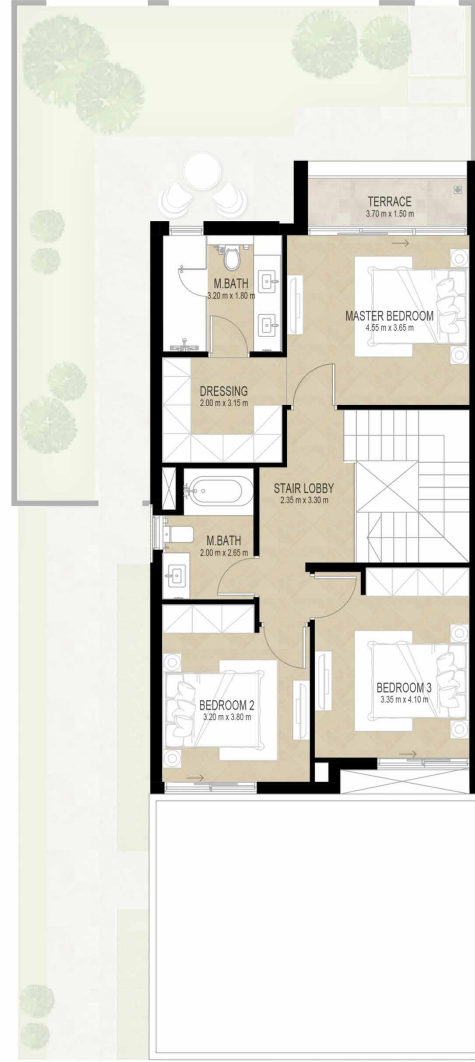 TERRACE
3.70 m x 1.50 m
M.BATH
3.20 m x 1.80 m
MASTER BEDROOM
4.55 m x 3.65 m
DRESSING
2.00 m x 3.15 m
STAIR LOBBY
2.35 m x 3.30 m
M.BATH
2.00 m x 2.65 m
BEDROOM 3
3.35 m x 4.10 m
BEDROOM 2
3.20 m x 3.80 m